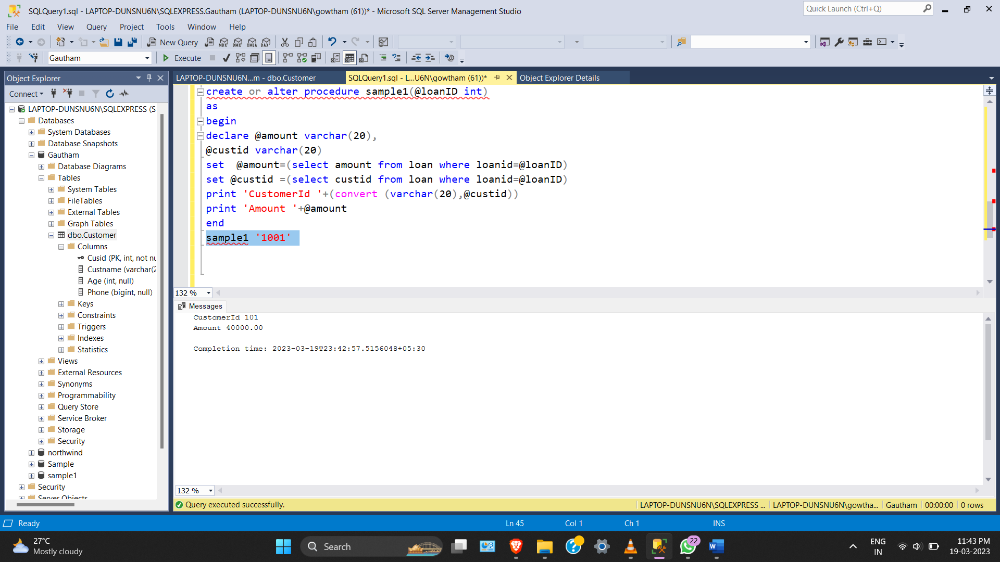 SQLQuery1.sql - LAPTOP-DUNSNU6N\SQLEXPRESS.Gautham (LAPTOP-DUNSNU6N\gowtham (61))* - Microsoft SQL Server Management Studio
Quick Launch (Ctrl+Q)
File Edit View Query Project Tools Window Help
New Query
MDX DMX XMLA DAX
Gautham
Execute
Object Explorer
LAPTOP-DUNSNU6N...m - dbo.Customer
SQLQuery1.sql - L...U6N\gowtham (61))*
Object Explorer Details
Connect
LAPTOP-DUNSNU6N\SQLEXPRESS (S
Databases
System Databases
Database Snapshots
Gautham
Database Diagrams
Tables
System Tables
FileTables
External Tables
Graph Tables
dbo.Customer
Columns
Cusid (PK, int, not nu
Custname (varchar(2
Age (int, null)
Phone (bigint, null)
Keys
Constraints
Triggers
Indexes
Statistics
Views
External Resources
Synonyms
Programmability
Query Store
Service Broker
Storage
Security
northwind
Sample
sample1
Security
Server Objects
create or alter procedure sample1(@loanID int)
as
begin
declare @amount varchar(20),
@custid varchar(20)
set  @amount=(select amount from loan where loanid=@loanID)
set @custid =(select custid from loan where loanid=@loanID)
print 'CustomerId '+(convert (varchar(20),@custid))
print 'Amount '+@amount
end
sample1 '1001'
132 %
Messages
CustomerId 101
Amount 40000.00
Completion time: 2023-03-19T23:42:57.5156048+05:30
132 %
Query executed successfully.
LAPTOP-DUNSNU6N\SQLEXPRESS ...
LAPTOP-DUNSNU6N\gowtha...
Gautham
00:00:00
0 rows
Ready
Ln 45
Col 1
Ch 1
INS
27°C
Mostly cloudy
Search
22
ENG
IN
11:43 PM
19-03-2023